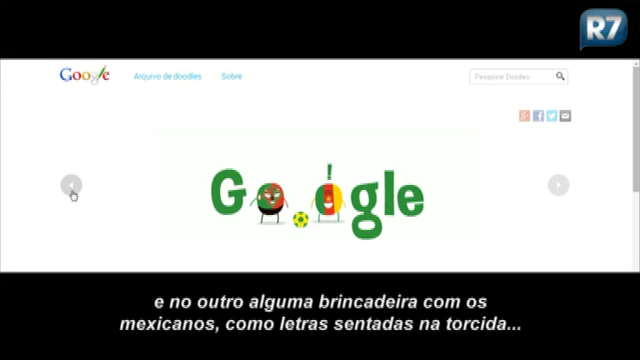 R7
Google
Arquivo de doodles
Sobre
Pesquisar Doodles
Google
e no outro alguma brincadeira com os
mexicanos, como letras sentadas na torcida...